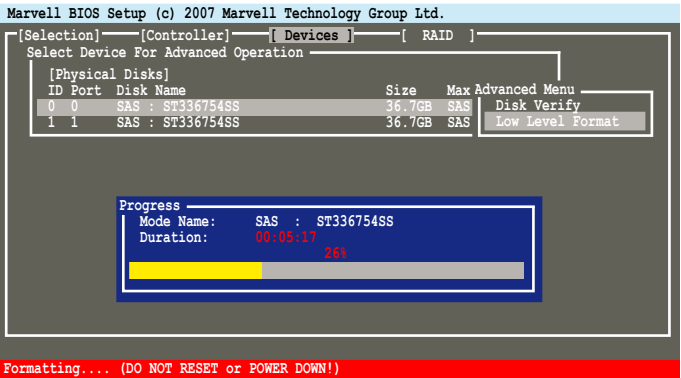 Marvell BIOS Setup (c) 2007 Marvell Technology Group Ltd.
[Selection] [Controller] [ Devices ] [ RAID ]
Select Device For Advanced Operation
[Physical Disks]
ID Port Disk Name Size Max
0 0 SAS : ST336754SS 36.7GB SAS
1 1 SAS : ST336754SS 36.7GB SAS
Advanced Menu
Disk Verify
Low Level Format
Progress
Mode Name: SAS : ST336754SS
Duration: 00:05:17
26%
Formatting.... (DO NOT RESET or POWER DOWN!)